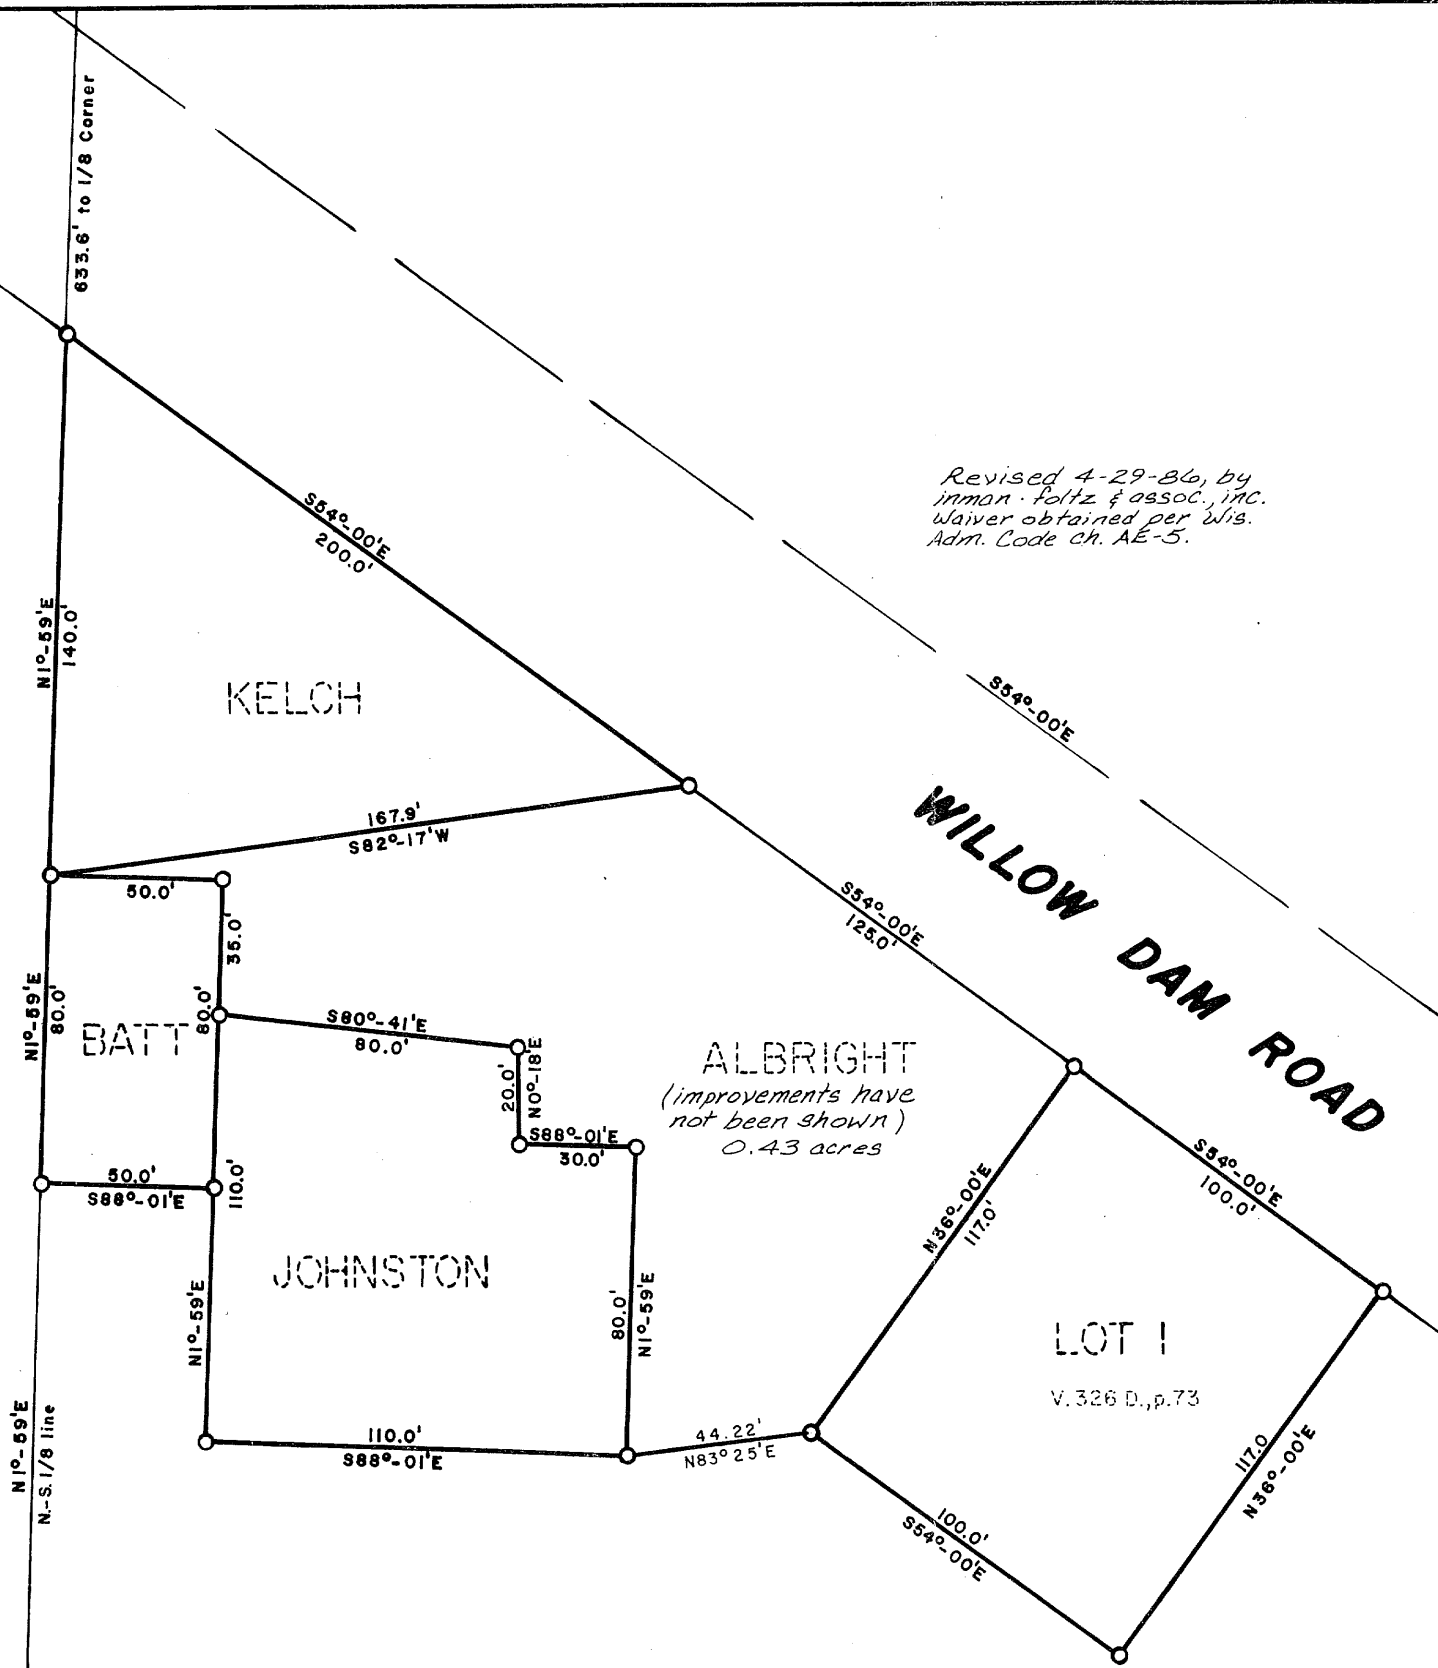 633.6' to 1/8 Corner
S54°-00'E
200.0'
Revised 4-29-86, by
inman · foltz & assoc., inc.
Waiver obtained per Wis.
Adm. Code ch. AE-5.
N1°-59'E
140.0'
KELCH
S54°-00'E
WILLOW DAM ROAD
167.9'
S82°-17'W
50.0'
35.0'
S54°-00'E
125.0'
N1°-59'E
80.0'
BATT
80.0'
S80°-41'E
80.0'
20.0'
N0°-18'E
ALBRIGHT
(improvements have
not been shown)
0.43 acres
S88°-01'E
30.0'
50.0'
S88°-01'E
110.0'
N36°-00'E
117.0'
S54°-00'E
100.0'
JOHNSTON
N1°-59'E
80.0'
N1°-59'E
LOT 1
V. 326 D., p. 73
N1°-59'E
N.-S. 1/8 line
110.0'
S88°-01'E
44.22'
N83°25'E
117.0
N36°-00'E
100.0'
S54°-00'E